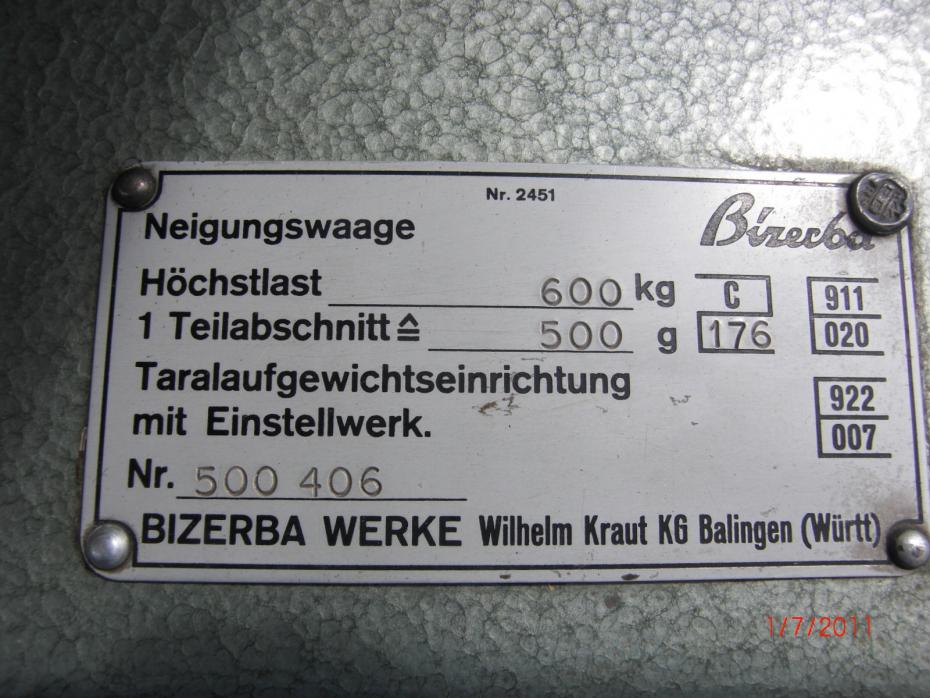 Nr. 2451
Neigungswaage Bizerba
Höchstlast 600 kg C 911
1 Teilabschnitt ≙ 500 g 176 020
Taralaufgewichtseinrichtung 922
mit Einstellwerk. 007
Nr. 500 406
BIZERBA WERKE Wilhelm Kraut KG Balingen (Württ)
1/7/2011